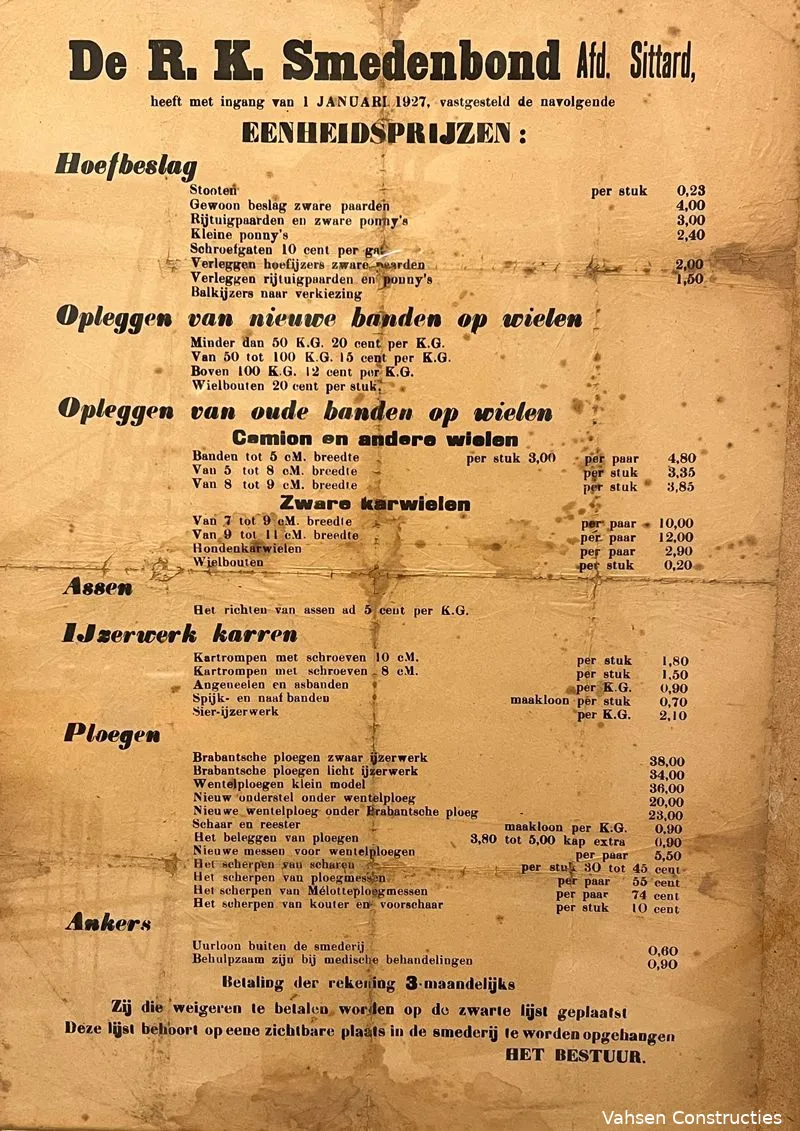 De R. K. Smedenbond Afd. Sittard,
heeft met ingang van 1 JANUARI 1927, vastgesteld de navolgende
EENHEIDSPRIJZEN:
Hoefbeslag
Stooten per stuk 0,23
Gewoon beslag zware paarden 4,00
Rijtuigpaarden en zware ponny's 3,00
Kleine ponny's 2,40
Schroefgaten 10 cent per gat
Verleggen hoefijzers zware paarden 2,00
Verleggen rijtuigpaarden en ponny's 1,50
Balkijzers naar verkiezing
Opleggen van nieuwe banden op wielen
Minder dan 50 K.G. 20 cent per K.G.
Van 50 tot 100 K.G. 15 cent per K.G.
Boven 100 K.G. 12 cent per K.G.
Wielbouten 20 cent per stuk.
Opleggen van oude banden op wielen
Camion en andere wielen
Banden tot 5 cM. breedte per stuk 3,00 per paar 4,80
Van 5 tot 8 cM. breedte per stuk 3,35
Van 8 tot 9 cM. breedte per stuk 3,85
Zware karwielen
Van 7 tot 9 cM. breedte per paar 10,00
Van 9 tot 11 cM. breedte per paar 12,00
Hondenkarwielen per paar 2,90
Wielbouten per stuk 0,20
Assen
Het richten van assen ad 5 cent per K.G.
IJzerwerk karren
Kartrompen met schroeven 10 cM. per stuk 1,80
Kartrompen met schroeven 8 cM. per stuk 1,50
Angeneelen en asbanden per K.G. 0,90
Spijk- en naafbanden maakloon per stuk 0,70
Sier-ijzerwerk per K.G. 2,10
Ploegen
Brabantsche ploegen zwaar ijzerwerk 38,00
Brabantsche ploegen licht ijzerwerk 34,00
Wentelploegen klein model 36,00
Nieuw onderstel onder wentelploeg 20,00
Nieuwe wentelploeg onder Brabantsche ploeg 23,00
Schaar en reester maakloon per K.G. 0,90
Het beleggen van ploegen 3,80 tot 5,00 kap extra 0,90
Nieuwe messen voor wentelploegen per paar 5,50
Het scherpen van scharen per stuk 30 tot 45 cent
Het scherpen van ploegmessen per paar 55 cent
Het scherpen van Mélotteploegmessen per paar 74 cent
Het scherpen van kouter en voorschaar per stuk 10 cent
Ankers
Uurloon buiten de smederij 0,60
Behulpzaam zijn bij medische behandelingen 0,90
Betaling der rekening 3-maandelijks
Zij die weigeren te betalen worden op de zwarte lijst geplaatst
Deze lijst behoort op eene zichtbare plaats in de smederij te worden opgehangen
HET BESTUUR.
Vahsen Constructies